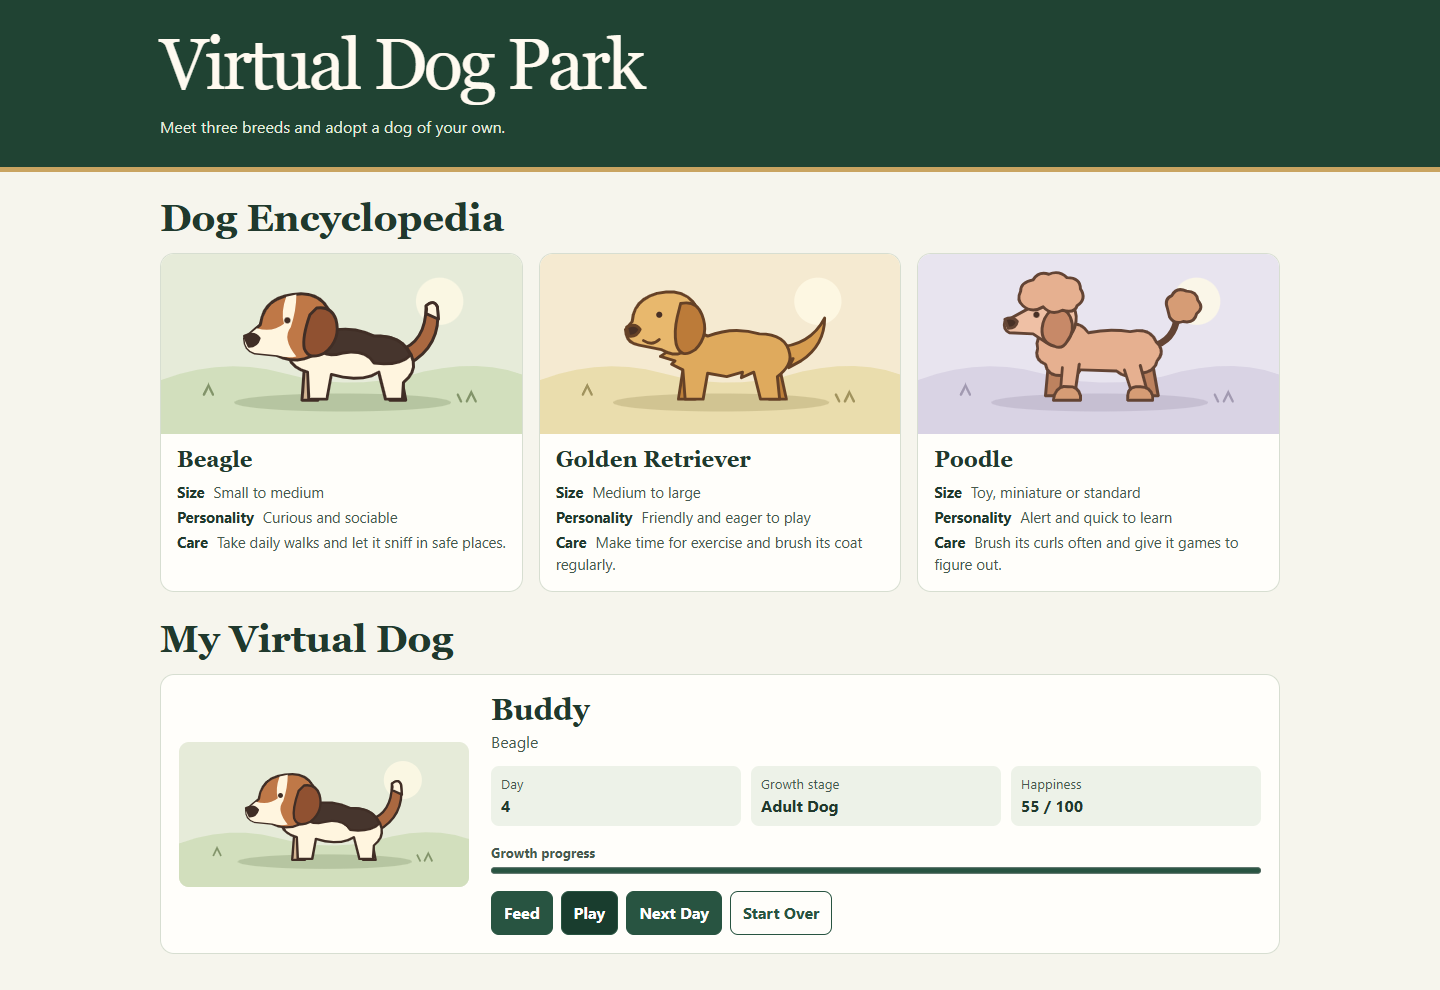 Virtual Dog Park
Meet three breeds and adopt a dog of your own.
Dog Encyclopedia
Beagle
Size Small to medium
Personality Curious and sociable
Care Take daily walks and let it sniff in safe places.
Golden Retriever
Size Medium to large
Personality Friendly and eager to play
Care Make time for exercise and brush its coat
regularly.
Poodle
Size Toy, miniature or standard
Personality Alert and quick to learn
Care Brush its curls often and give it games to
figure out.
My Virtual Dog
Buddy
Beagle
Day
4
Growth stage
Adult Dog
Happiness
55 / 100
Growth progress
Feed
Play
Next Day
Start Over